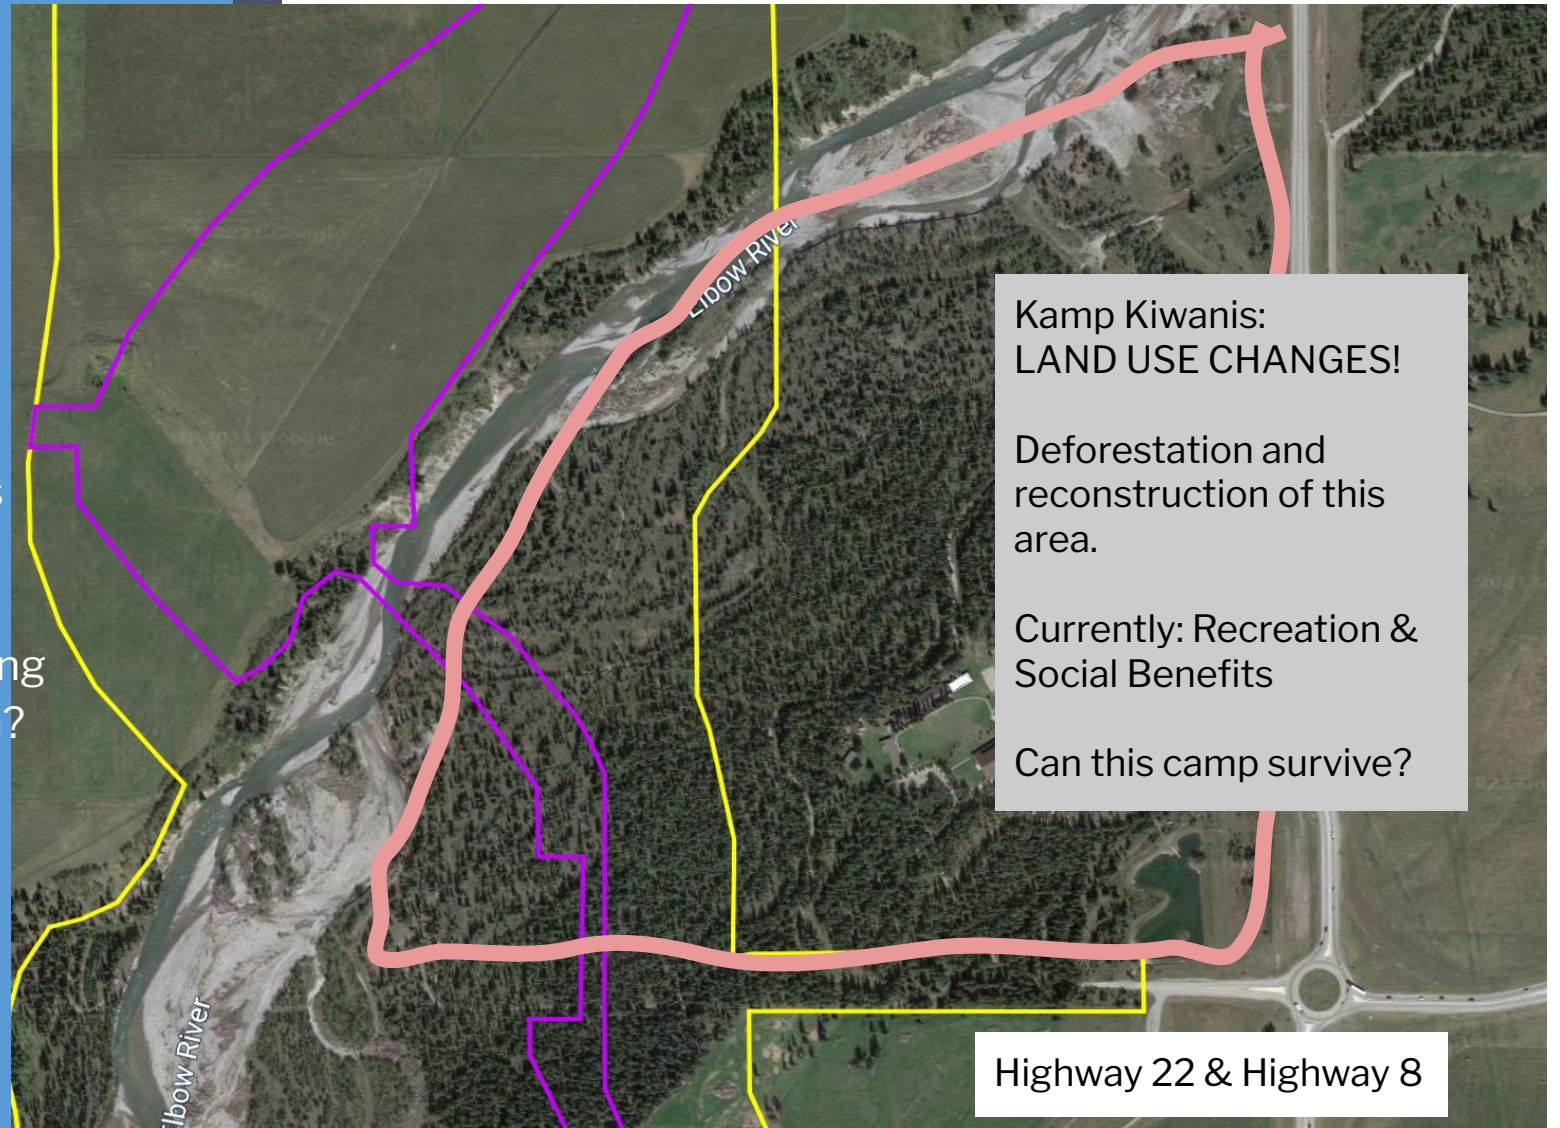 Elbow River
Kamp Kiwanis:
LAND USE CHANGES!
Deforestation and
reconstruction of this
area.
Currently: Recreation &
Social Benefits
Can this camp survive?
Elbow River
Highway 22 & Highway 8